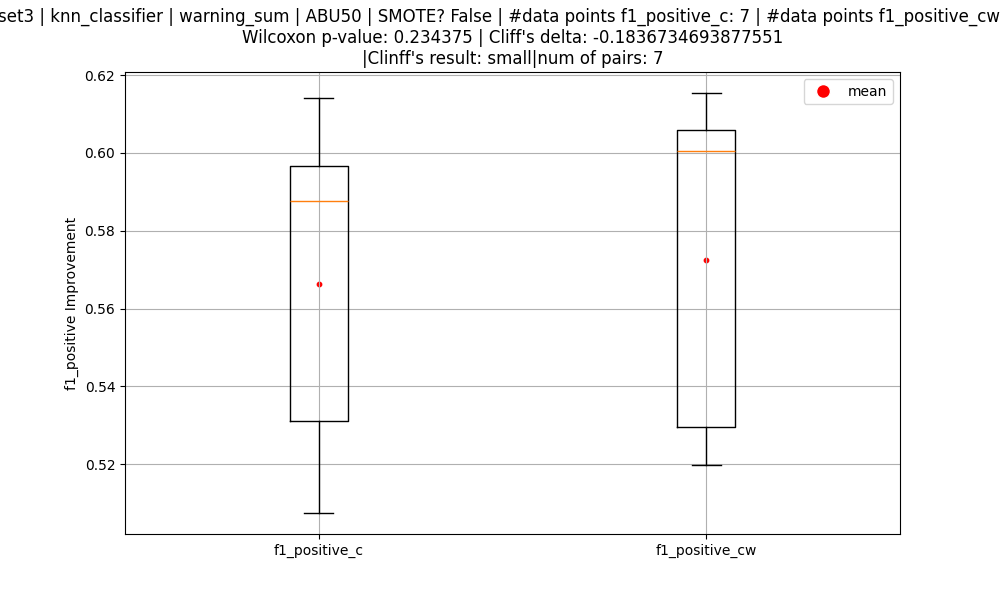 set3 | knn_classifier | warning_sum | ABU50 | SMOTE? False | #data points f1_positive_c: 7 | #data points f1_positive_cw
Wilcoxon p-value: 0.234375 | Cliff's delta: -0.1836734693877551
|Clinff's result: small|num of pairs: 7
mean
0.62
0.60
0.58
0.56
0.54
0.52
f1_positive Improvement
f1_positive_c
f1_positive_cw